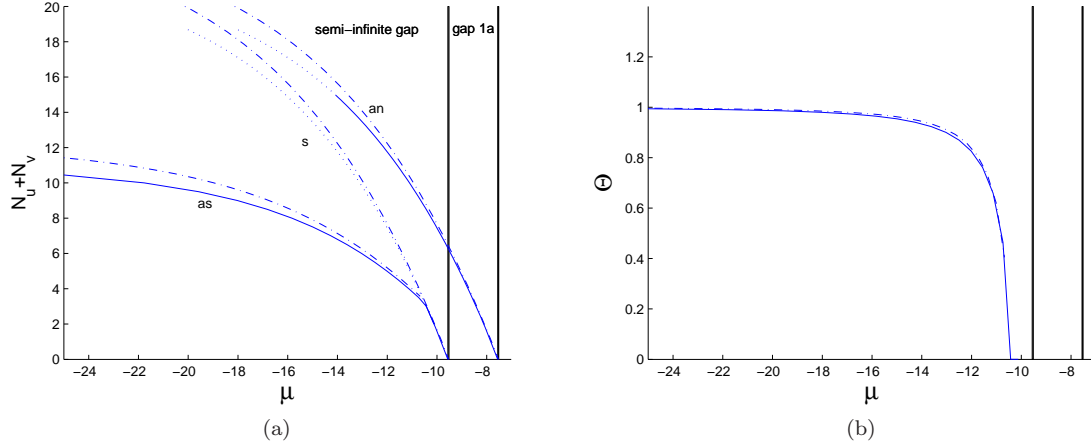 20
18
16
14
12
10
8
6
4
2
0
N_u+N_v
semi−infinite gap
gap 1a
an
s
as
−24 −22 −20 −18 −16 −14 −12 −10 −8
μ
(a)
1.2
1
0.8
0.6
0.4
0.2
0
Θ
−24 −22 −20 −18 −16 −14 −12 −10 −8
μ
(b)